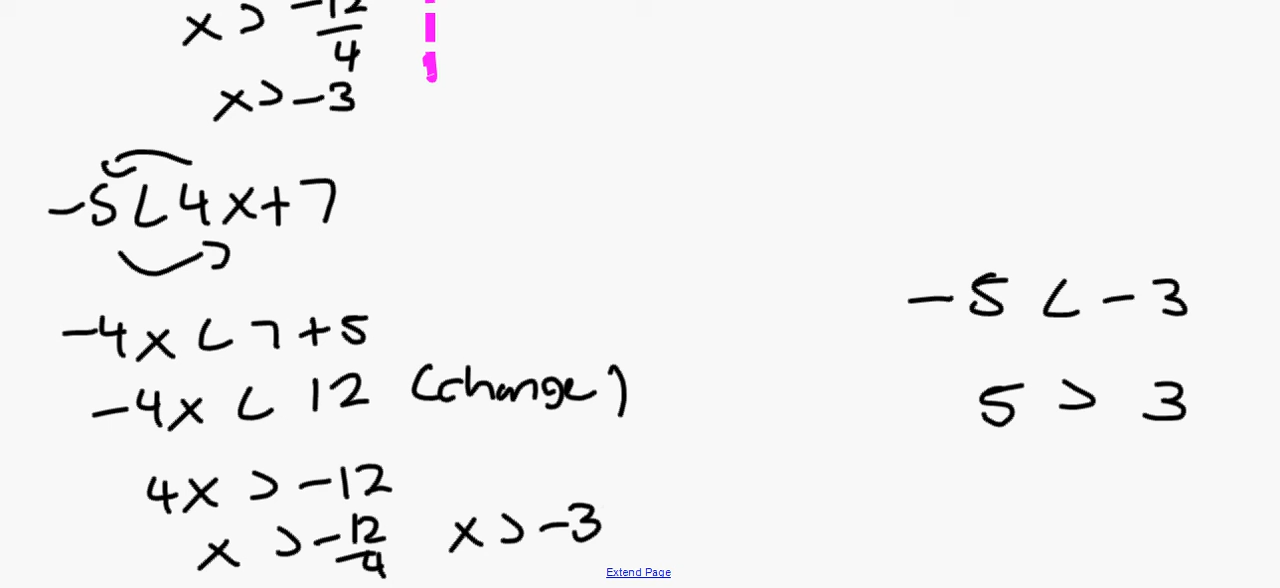 x > -12/4
x > -3
-5 < 4x + 7
-4x < 7 + 5
-4x < 12 (change)
4x > -12
x > -12/4 x > -3
-5 < -3
5 > 3
Extend Page